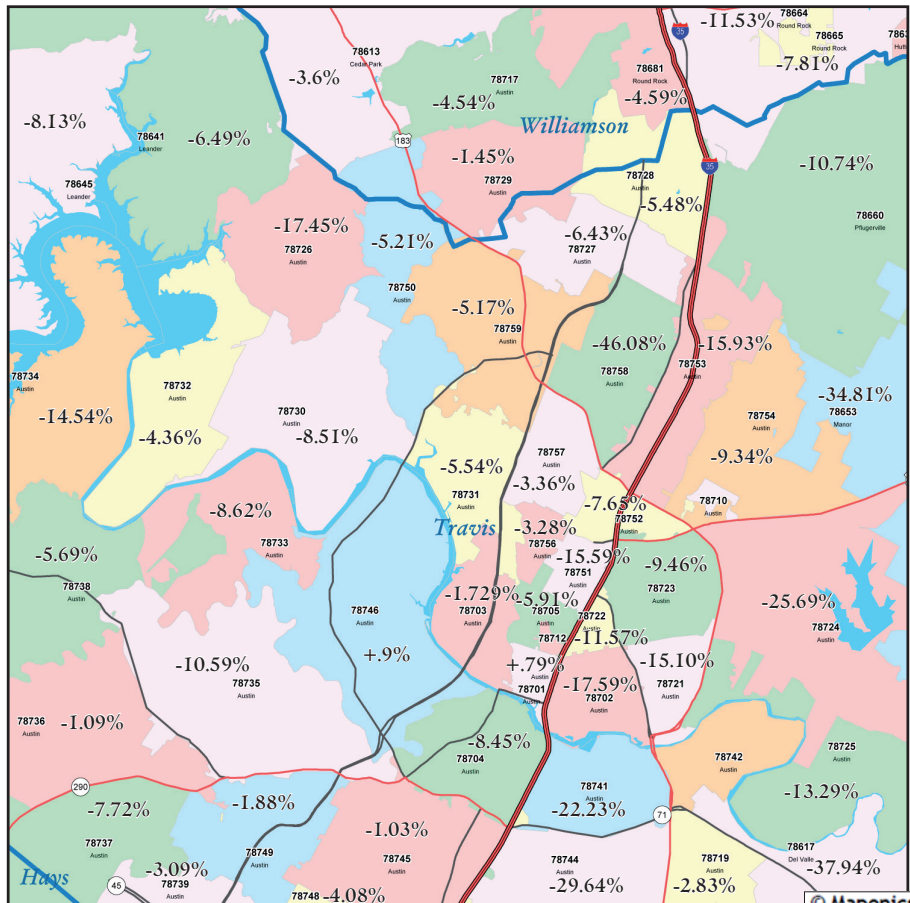 -11.53%
78664
Round Rock
35
78665
Round Rock
-7.81%
78613
Cedar Park
-3.6%
78681
Round Rock
-4.59%
78717
Austin
-4.54%
-8.13%
78641
Leander
-6.49%
Williamson
183
-1.45%
78729
Austin
35
-10.74%
78728
Austin
-5.48%
78645
Leander
-17.45%
78726
Austin
-5.21%
-6.43%
78727
Austin
78660
Pflugerville
78750
Austin
-5.17%
78759
Austin
-46.08%
78758
Austin
-15.93%
78753
Austin
78734
Austin
-14.54%
78732
Austin
-4.36%
78730
Austin
-8.51%
-34.81%
78653
Manor
78754
Austin
-9.34%
78757
Austin
-3.36%
-5.54%
78731
Austin
-7.65%
78752
Austin
78710
Austin
-8.62%
78733
Austin
Travis
-3.28%
78756
Austin
-5.69%
78738
Austin
-15.59%
78751
Austin
-9.46%
78723
Austin
-1.729%
78703
Austin
-5.91%
78705
Austin
78722
Austin
-11.57%
-25.69%
78724
Austin
78746
Austin
+.9%
78712
-10.59%
78735
Austin
+.79%
Austin
78701
Austin
-17.59%
78702
Austin
-15.10%
78721
Austin
78736
Austin
-1.09%
-8.45%
78704
Austin
78742
Austin
78725
Austin
-13.29%
290
-7.72%
-1.88%
78741
Austin
-22.23%
71
78737
Austin
-3.09%
78739
Austin
78749
Austin
-1.03%
78745
Austin
78744
Austin
-29.64%
78719
Austin
-2.83%
78617
Del Valle
-37.94%
Hays
45
78748
-4.08%